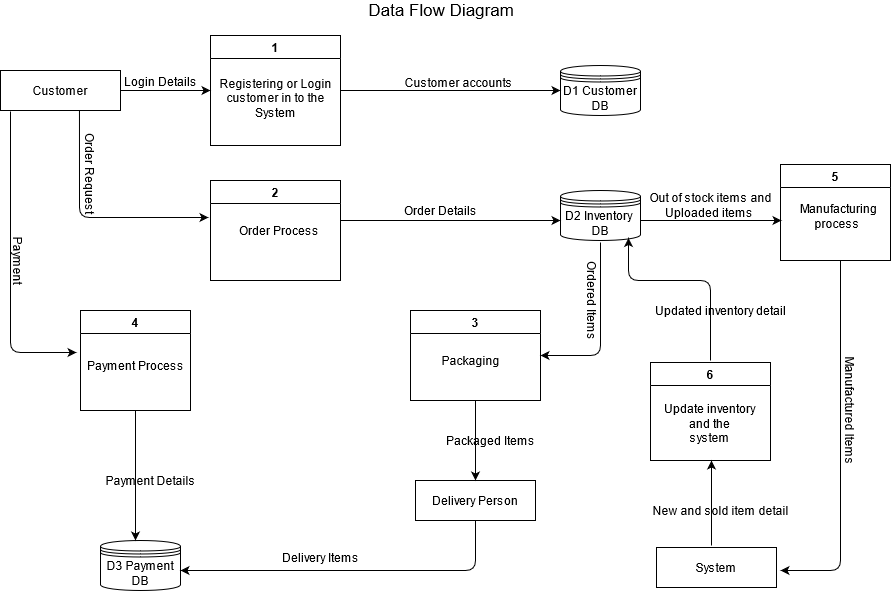 Data Flow Diagram
1
Registering or Login
customer in to the
System
Customer
Login Details
Customer accounts
D1 Customer
DB
Order Request
2
Order Process
Order Details
D2 Inventory
DB
Out of stock items and
Uploaded items
5
Manufacturing
process
Payment
Ordered Items
4
Payment Process
3
Packaging
Updated inventory detail
6
Update inventory
and the
system
Manufactured Items
Packaged Items
Payment Details
Delivery Person
New and sold item detail
Delivery Items
D3 Payment
DB
System